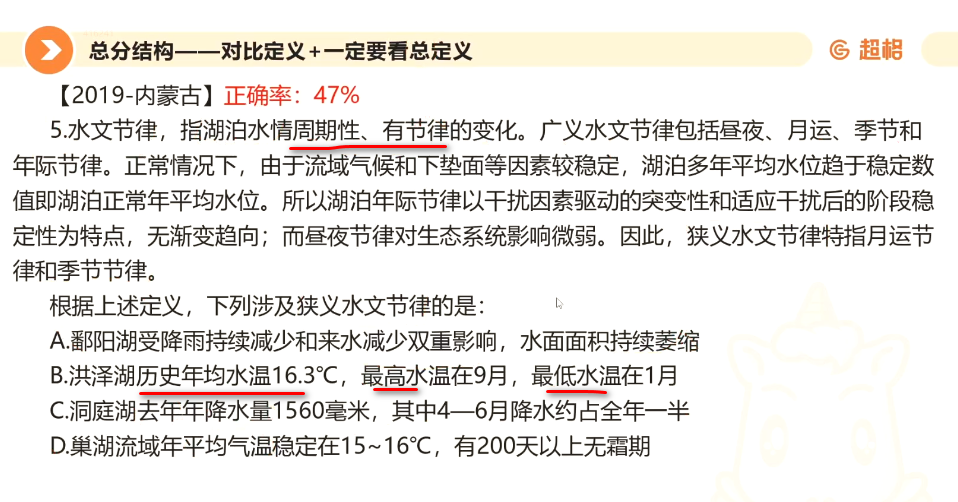 总分结构——对比定义+一定要看总定义
超格
【2019-内蒙古】正确率：47%
5.水文节律，指湖泊水情周期性、有节律的变化。广义水文节律包括昼夜、月运、季节和
年际节律。正常情况下，由于流域气候和下垫面等因素较稳定，湖泊多年平均水位趋于稳定数
值即湖泊正常年平均水位。所以湖泊年际节律以干扰因素驱动的突变性和适应干扰后的阶段稳
定性为特点，无渐变趋向；而昼夜节律对生态系统影响微弱。因此，狭义水文节律特指月运节
律和季节节律。
根据上述定义，下列涉及狭义水文节律的是：
A.鄱阳湖受降雨持续减少和来水减少双重影响，水面面积持续萎缩
B.洪泽湖历史年均水温16.3℃，最高水温在9月，最低水温在1月
C.洞庭湖去年年降水量1560毫米，其中4—6月降水约占全年一半
D.巢湖流域年平均气温稳定在15~16℃，有200天以上无霜期